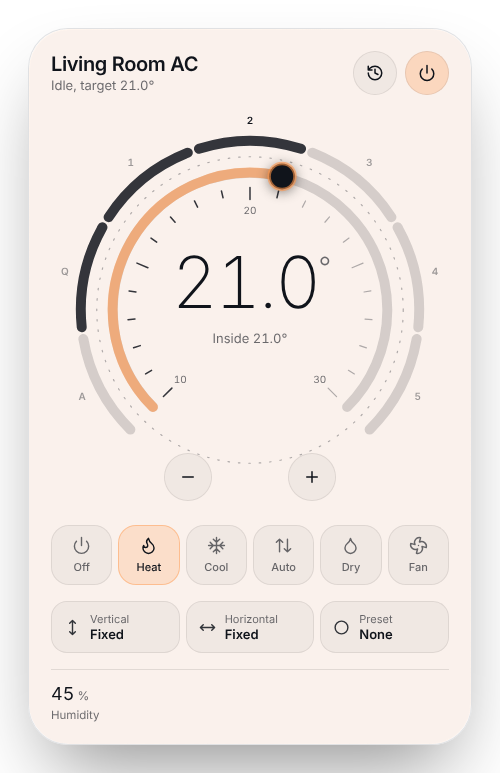 Living Room AC
Idle, target 21.0°
2
1
3
20
Q
4
21.0°
Inside 21.0°
10
30
A
5
Off
Heat
Cool
Auto
Dry
Fan
Vertical
Fixed
Horizontal
Fixed
Preset
None
45 %
Humidity